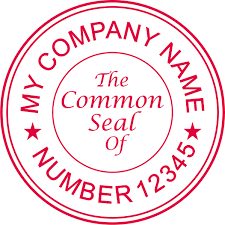 MY COMPANY NAME
The
Common
Seal
Of
★ NUMBER 12345 ★